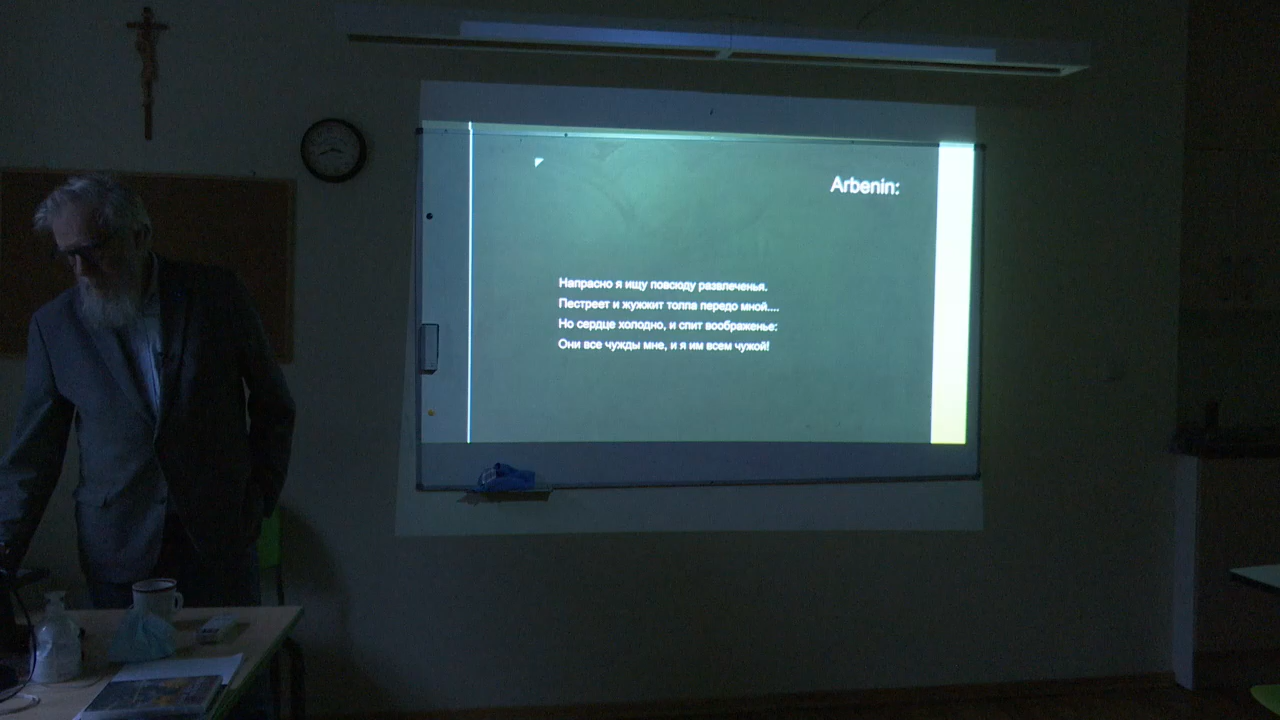 Arbenin:
Напрасно я ищу повсюду развлеченья.
Пестреет и жужжит толпа передо мной....
Но сердце холодно, и спит воображенье:
Они все чужды мне, и я им всем чужой!